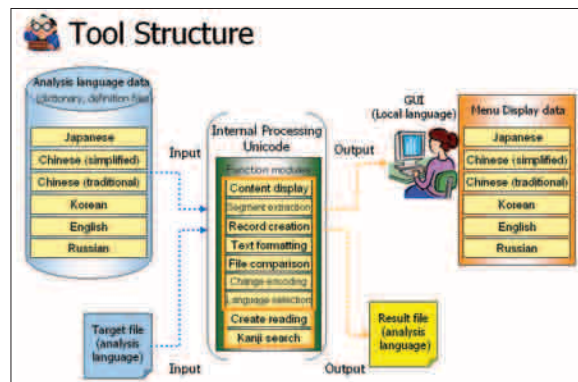 Tool Structure
Analysis language data
(dictionary, definition file)
Japanese
Chinese (simplified)
Chinese (traditional)
Korean
English
Russian
Target file
(analysis
language)
Input
Input
Internal Processing
Unicode
Function modules
Content display
Segment extraction
Record creation
Text formatting
File comparison
Change encoding
Language selection
Create reading
Kanji search
Output
Output
GUI
(Local language)
Menu Display data
Japanese
Chinese (simplified)
Chinese (traditional)
Korean
English
Russian
Result file
(analysis
language)